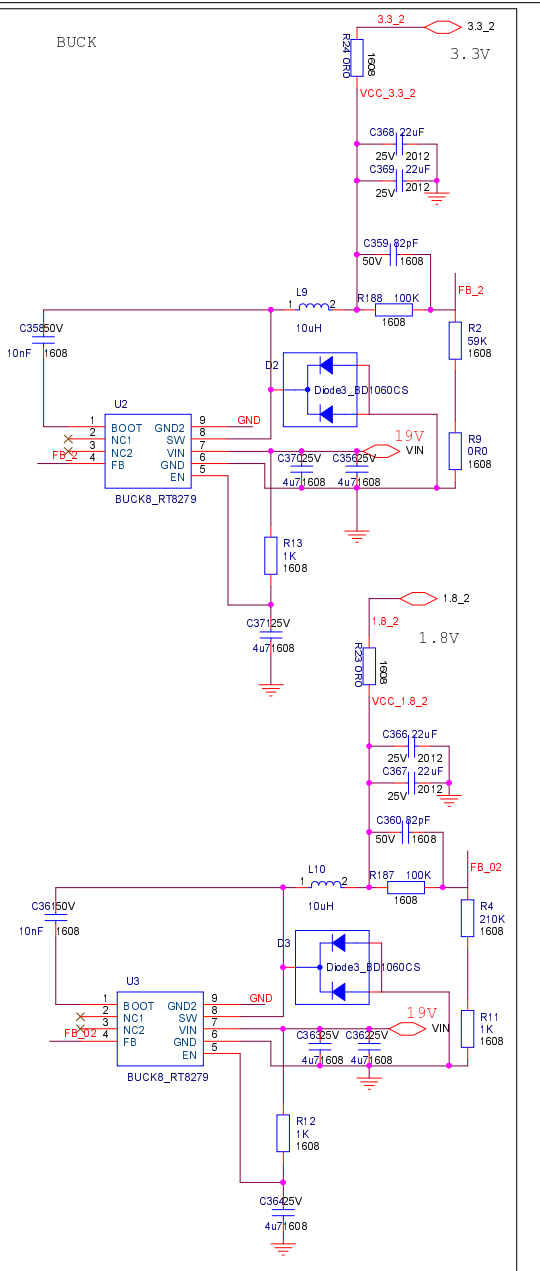 BUCK
3.3_2
3.3_2
3.3V
R24 0R0
1608
VCC_3.3_2
C368 22uF
25V 2012
C369 22uF
25V 2012
C359 82pF
50V 1608
FB_2
L9
1 2
10uH
R188 100K
1608
C358 50V
10nF 1608
R2
59K
1608
D2
Diode3_BD1060CS
U2
1 BOOT GND2 9 GND
2 NC1 SW 8
3 NC2 VIN 7
FB_2 4 FB GND 6
EN 5
BUCK8_RT8279
19V
VIN
C370 25V
4u7 1608
C356 25V
4u7 1608
R9
0R0
1608
R13
1K
1608
C371 25V
4u7 1608
1.8_2
1.8_2
1.8V
R23 0R0
1608
VCC_1.8_2
C366 22uF
25V 2012
C367 22uF
25V 2012
C360 82pF
50V 1608
FB_02
L10
1 2
10uH
R187 100K
1608
C361 50V
10nF 1608
R4
210K
1608
D3
Diode3_BD1060CS
U3
1 BOOT GND2 9 GND
2 NC1 SW 8
3 NC2 VIN 7
FB_02 4 FB GND 6
EN 5
BUCK8_RT8279
19V
VIN
C363 25V
4u7 1608
C362 25V
4u7 1608
R11
1K
1608
R12
1K
1608
C364 25V
4u7 1608